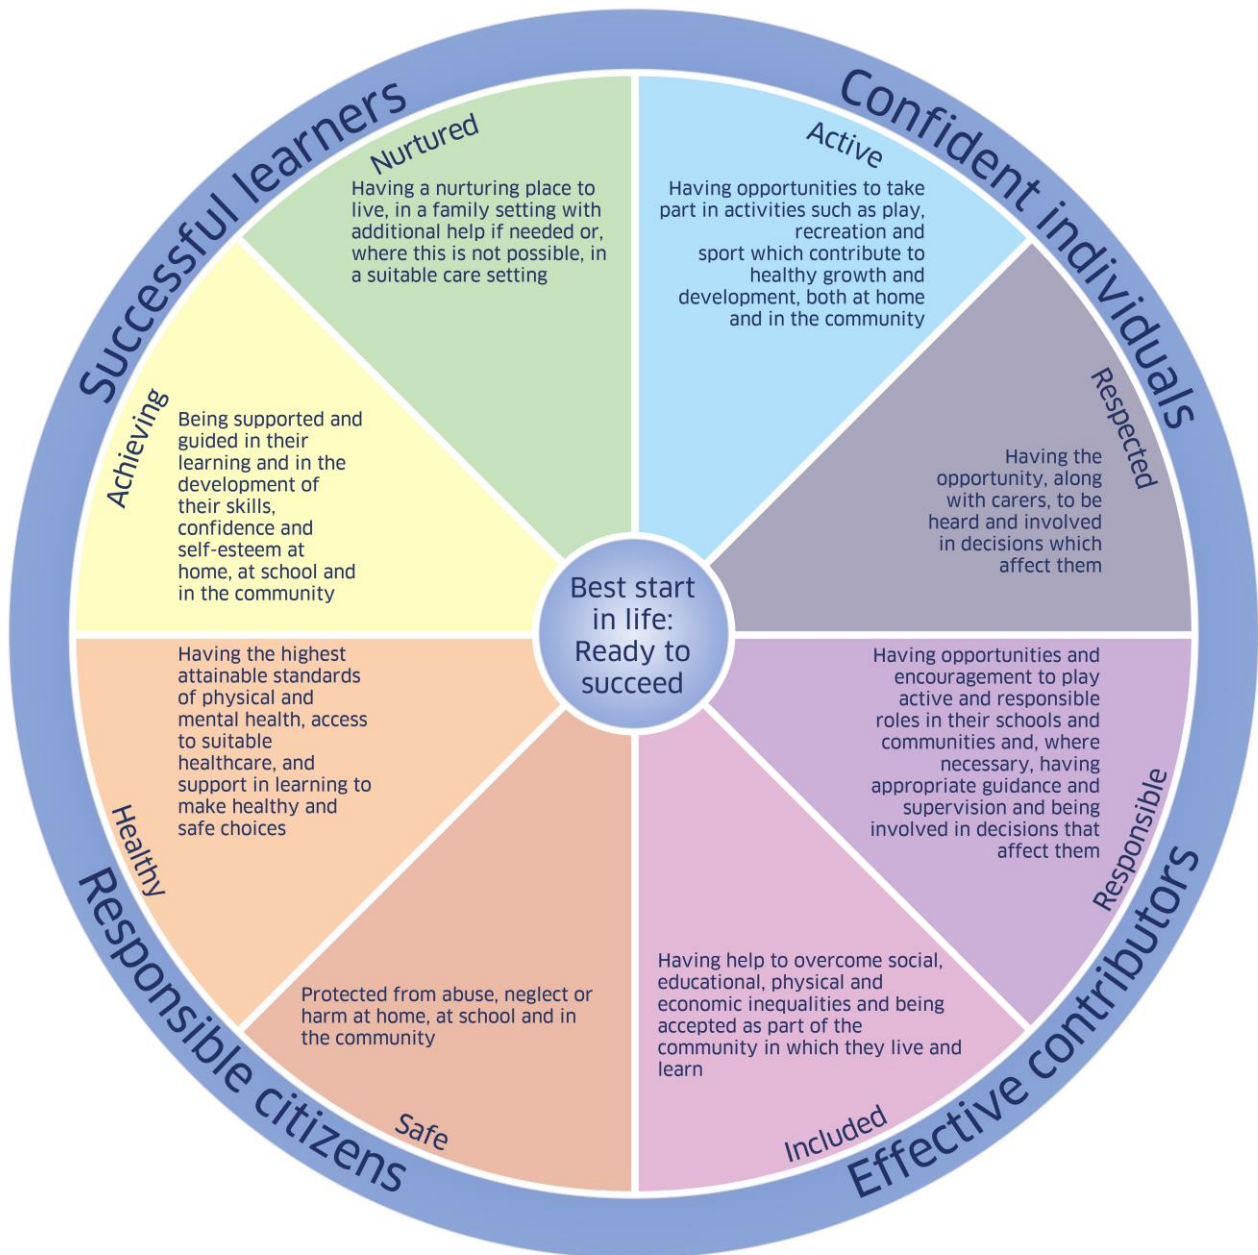 Successful learners
Confident individuals
Nurtured
Having a nurturing place to
live, in a family setting with
additional help if needed or,
where this is not possible, in
a suitable care setting
Active
Having opportunities to take
part in activities such as play,
recreation and
sport which contribute to
healthy growth and
development, both at home
and in the community
Achieving
Being supported and
guided in their
learning and in the
development of
their skills,
confidence and
self-esteem at
home, at school and
in the community
Respected
Having the
opportunity, along
with carers, to be
heard and involved
in decisions which
affect them
Best start
in life:
Ready to
succeed
Healthy
Having the highest
attainable standards
of physical and
mental health, access
to suitable
healthcare, and
support in learning to
make healthy and
safe choices
Responsible
Having opportunities and
encouragement to play
active and responsible
roles in their schools and
communities and, where
necessary, having
appropriate guidance and
supervision and being
involved in decisions that
affect them
Protected from abuse, neglect or
harm at home, at school and in
the community
Safe
Having help to overcome social,
educational, physical and
economic inequalities and being
accepted as part of the
community in which they live and
learn
Included
Responsible citizens
Effective contributors